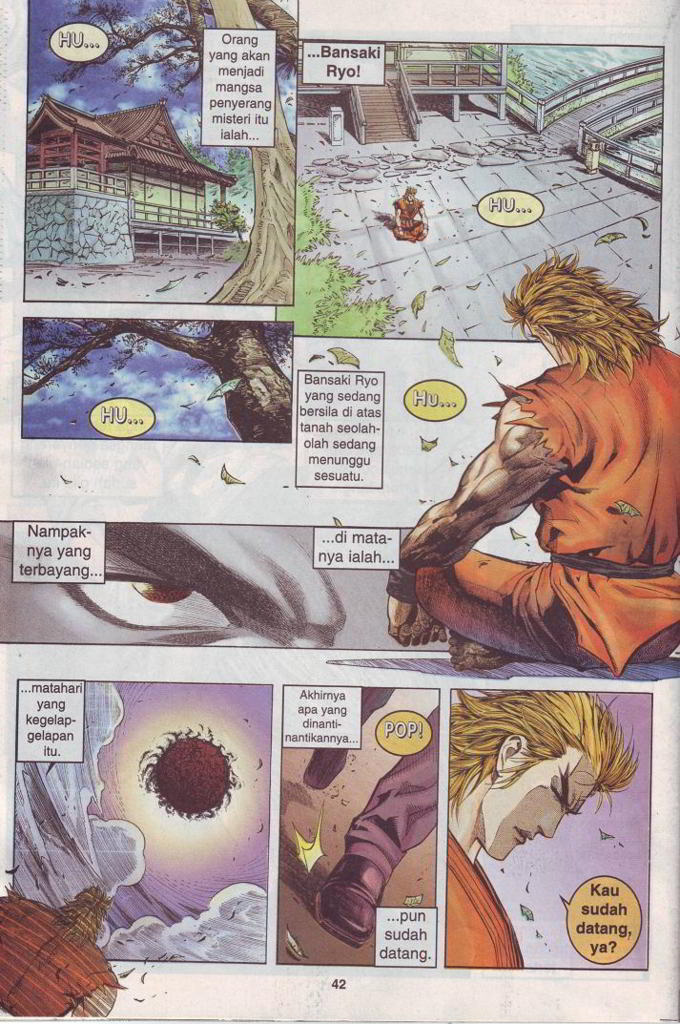 HU...
Orang
yang akan
menjadi
mangsa
penyerang
misteri itu
ialah...
...Bansaki
Ryo!
HU...
HU...
Bansaki Ryo
yang sedang
bersila di atas
tanah seolah-
olah sedang
menunggu
sesuatu.
HU...
Nampak-
nya yang
terbayang...
...di mata-
nya ialah...
...matahari
yang
kegelap-
gelapan
itu.
Akhirnya
apa yang
dinanti-
nantikannya...
POP!
...pun
sudah
datang.
Kau
sudah
datang,
ya?
42